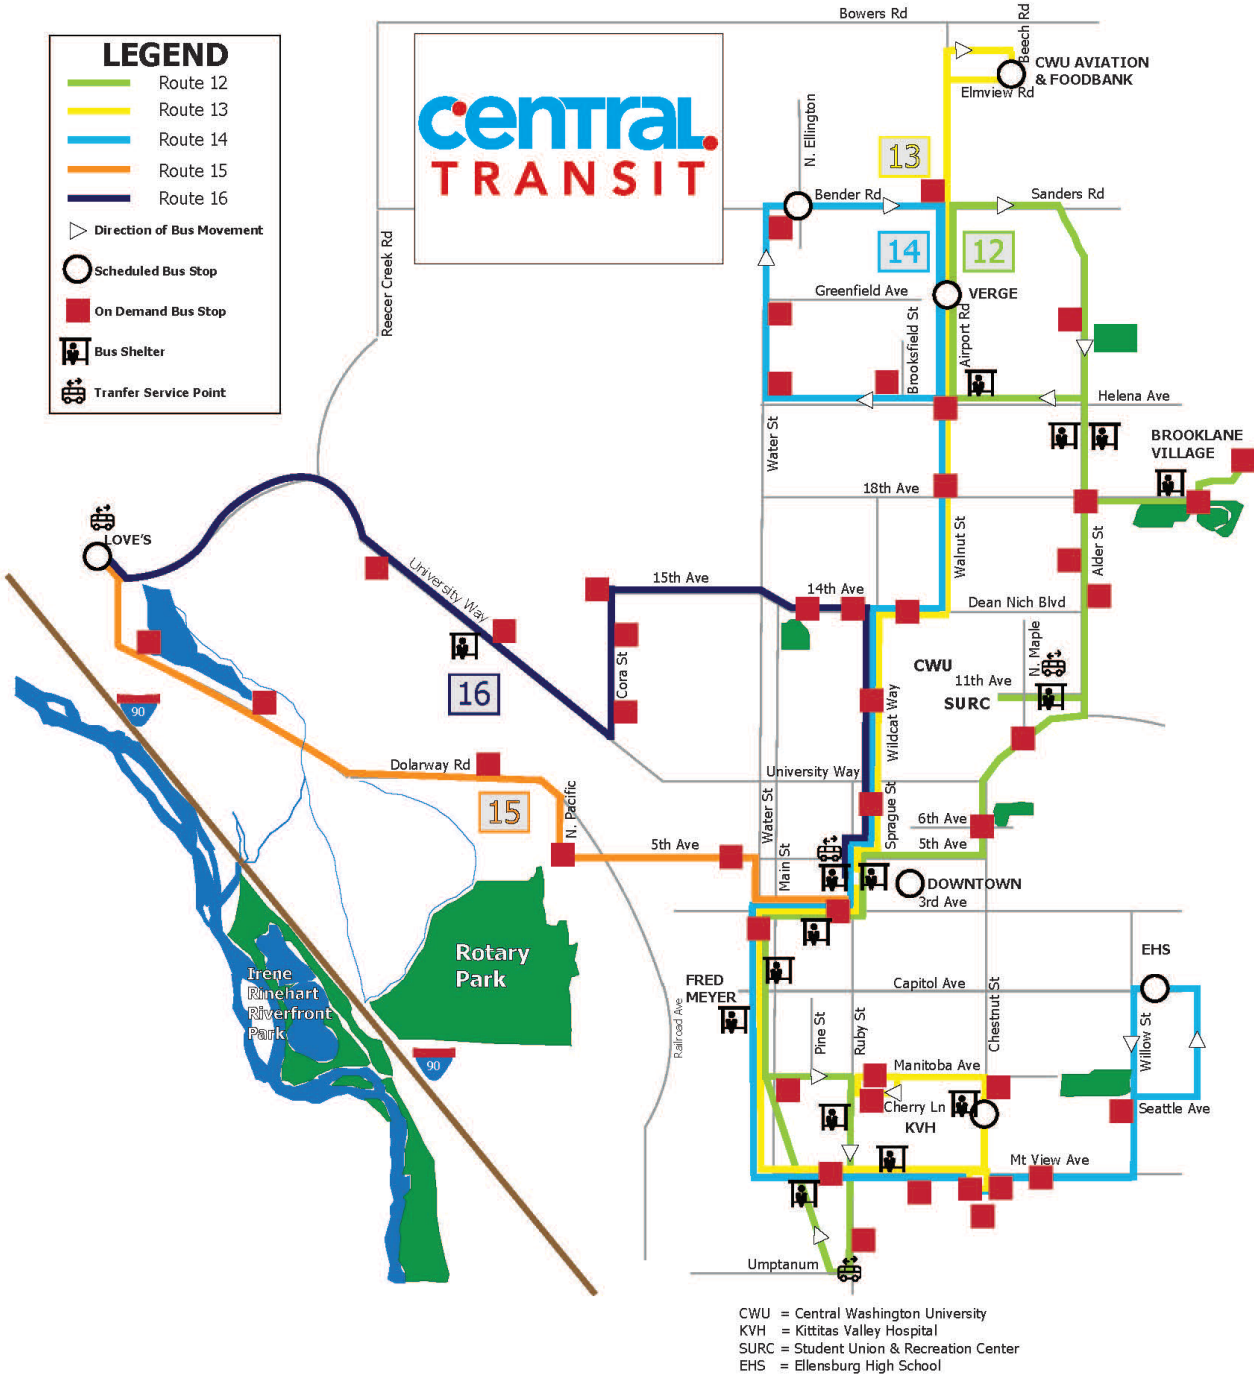 LEGEND
Route 12
Route 13
Route 14
Route 15
Route 16
Direction of Bus Movement
Scheduled Bus Stop
On Demand Bus Stop
Bus Shelter
Tranfer Service Point
CENTRAL
TRANSIT
Bowers Rd
Beech Rd
CWU AVIATION
& FOODBANK
Elmview Rd
N. Ellington
13
Bender Rd
Sanders Rd
Reecer Creek Rd
14
12
Greenfield Ave
VERGE
Brooksfield St
Airport Rd
Helena Ave
Water St
BROOKLANE
VILLAGE
18th Ave
LOVE'S
University Way
15th Ave
14th Ave
Walnut St
Alder St
Dean Nich Blvd
Cora St
16
CWU
N. Maple
11th Ave
SURC
Wildcat Way
90
Dolarway Rd
University Way
15
N. Pacific
Water St
Main St
Sprague St
6th Ave
5th Ave
5th Ave
DOWNTOWN
3rd Ave
Rotary
Park
Irene
Rinehart
Riverfront
Park
FRED
MEYER
EHS
Capitol Ave
Chestnut St
Pine St
Ruby St
Railroad Ave
Willow St
90
Manitoba Ave
Cherry Ln
KVH
Seattle Ave
Mt View Ave
Umptanum
CWU = Central Washington University
KVH = Kittitas Valley Hospital
SURC = Student Union & Recreation Center
EHS = Ellensburg High School